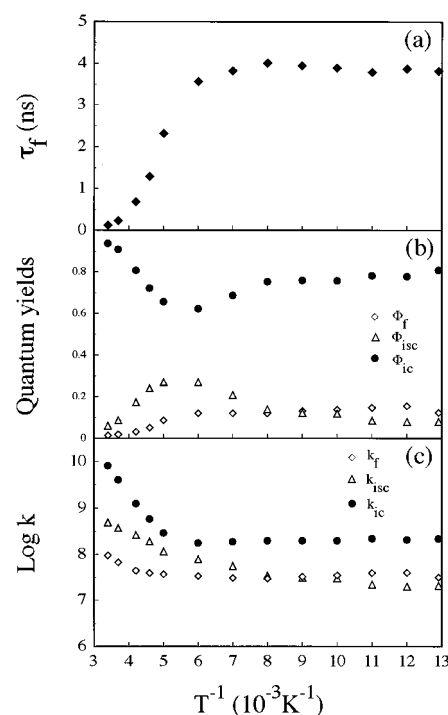 (a)
τf (ns)
5
4
3
2
1
0
(b)
Quantum yields
0.8
0.6
0.4
0.2
0
Φf
Φisc
Φic
(c)
Log k
10
9
8
7
6
kf
kisc
kic
3 4 5 6 7 8 9 10 11 12 13
T-1 (10-3K-1)